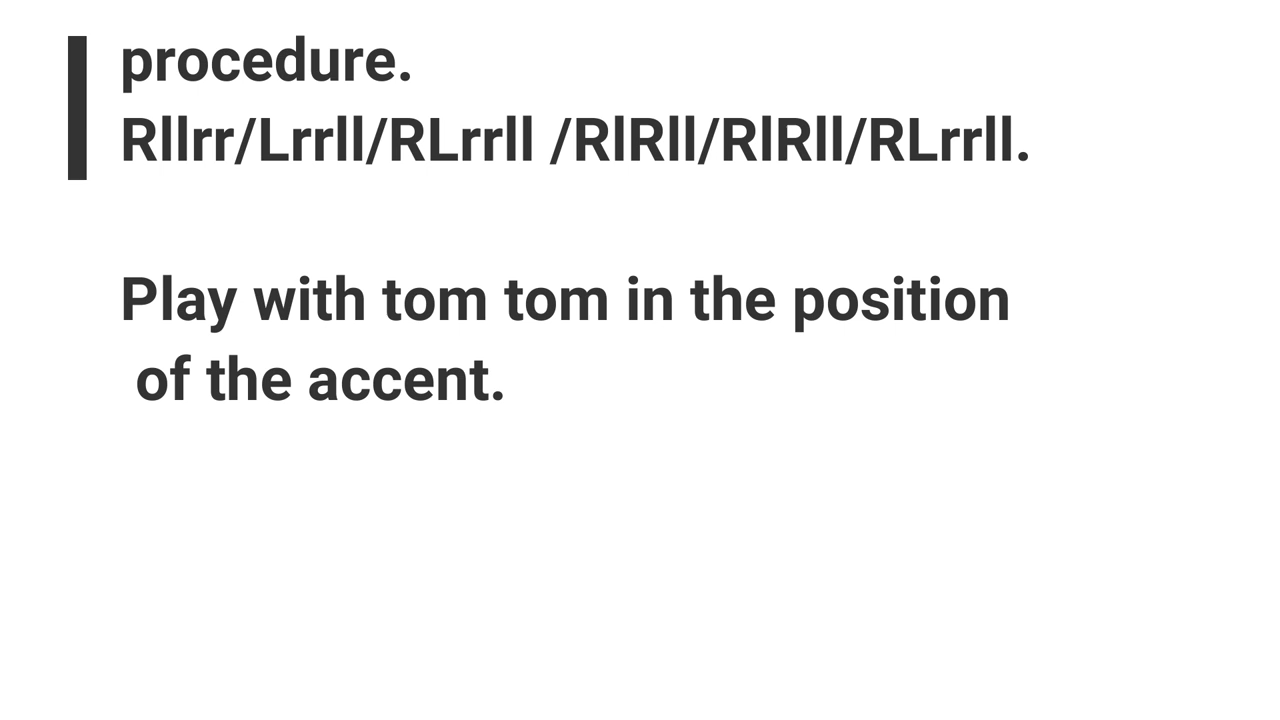 procedure.
Rllrr/Lrrll/RLrrll /RlRll/RlRll/RLrrll.
Play with tom tom in the position
of the accent.